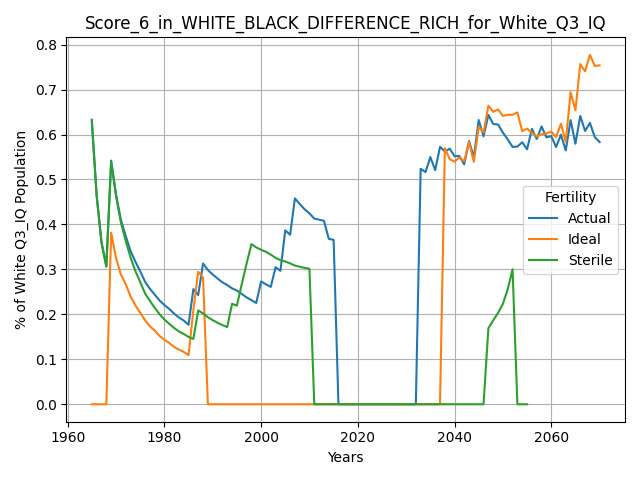 Score_6_in_WHITE_BLACK_DIFFERENCE_RICH_for_White_Q3_IQ
% of White Q3_IQ Population
0.8
0.7
0.6
0.5
0.4
0.3
0.2
0.1
0.0
Fertility
Actual
Ideal
Sterile
1960 1980 2000 2020 2040 2060
Years